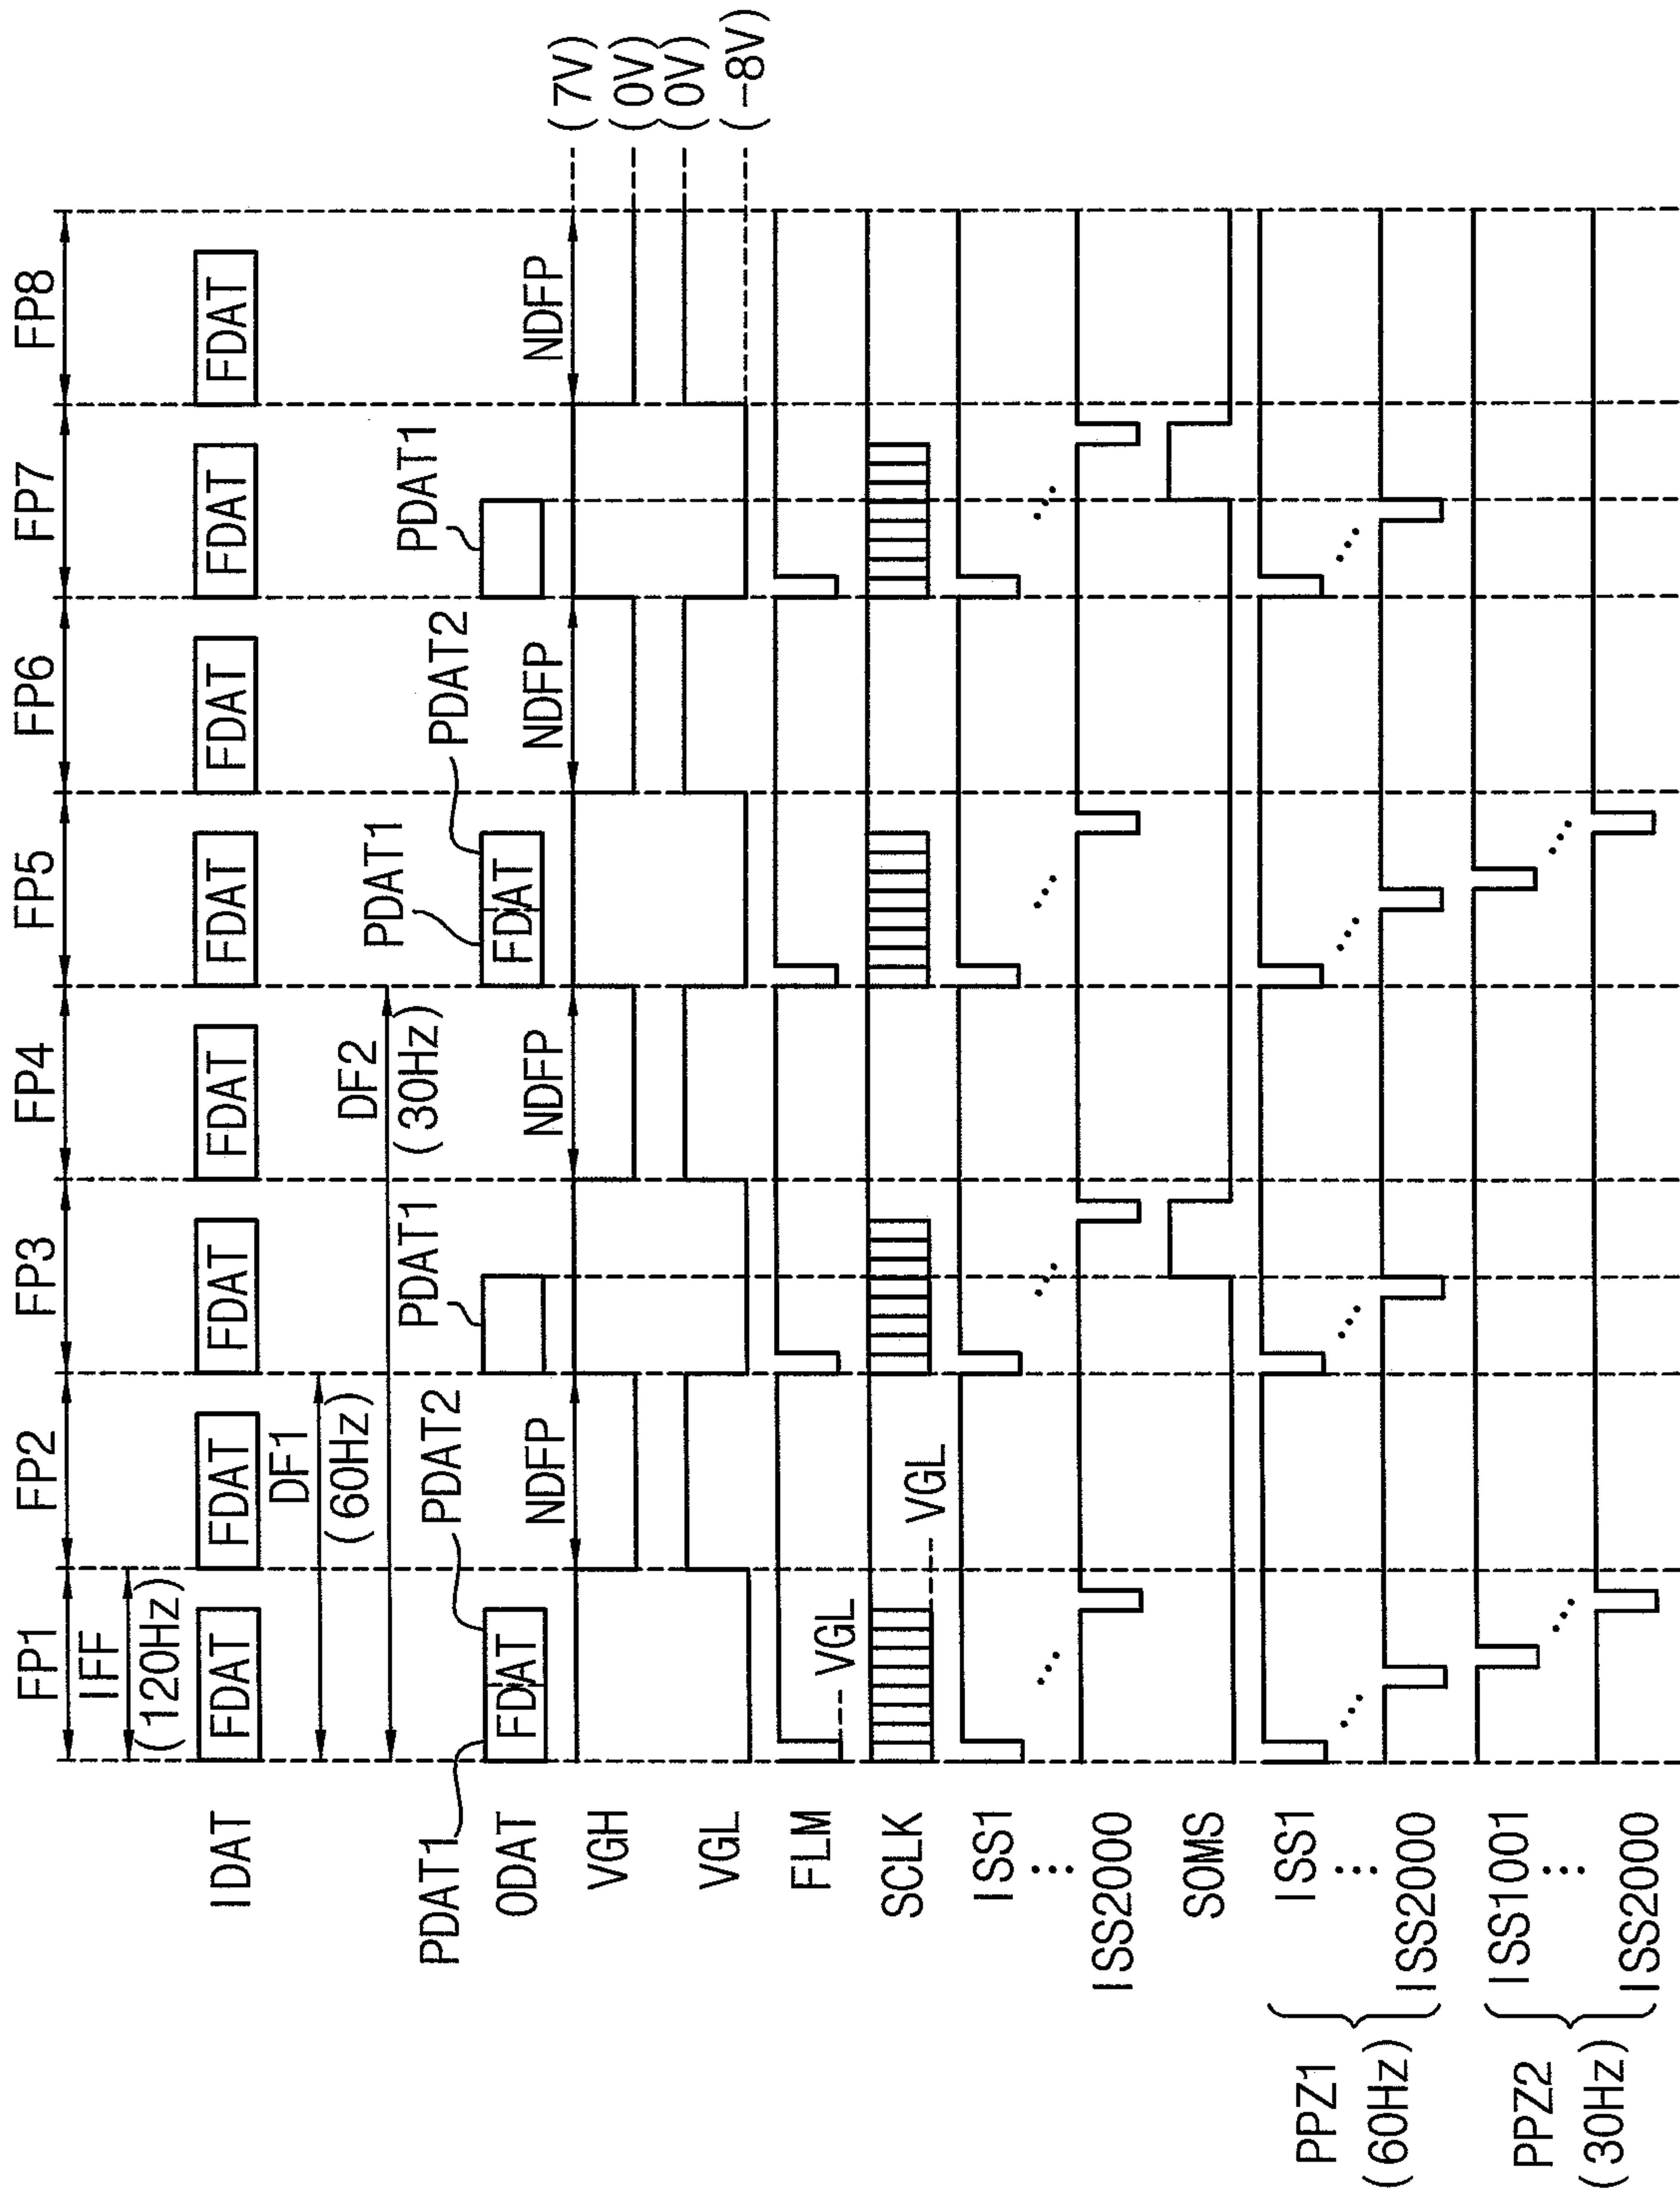 FP1 FP2 FP3 FP4 FP5 FP6 FP7 FP8
IFF
(120Hz)
IDAT FDAT FDAT FDAT FDAT FDAT FDAT FDAT FDAT
DF1
(60Hz)
DF2
(30Hz)
PDAT1 PDAT2 PDAT1 PDAT1 PDAT2 PDAT1
ODAT FDAT FDAT
NDFP NDFP NDFP NDFP
VGH (7V)
(0V)
VGL (0V)
(-8V)
FLM VGL
SCLK VGL
ISS1
⋮
ISS2000
SOMS
PPZ1
(60Hz)
ISS1
⋮
ISS2000
PPZ2
(30Hz)
ISS1001
⋮
ISS2000